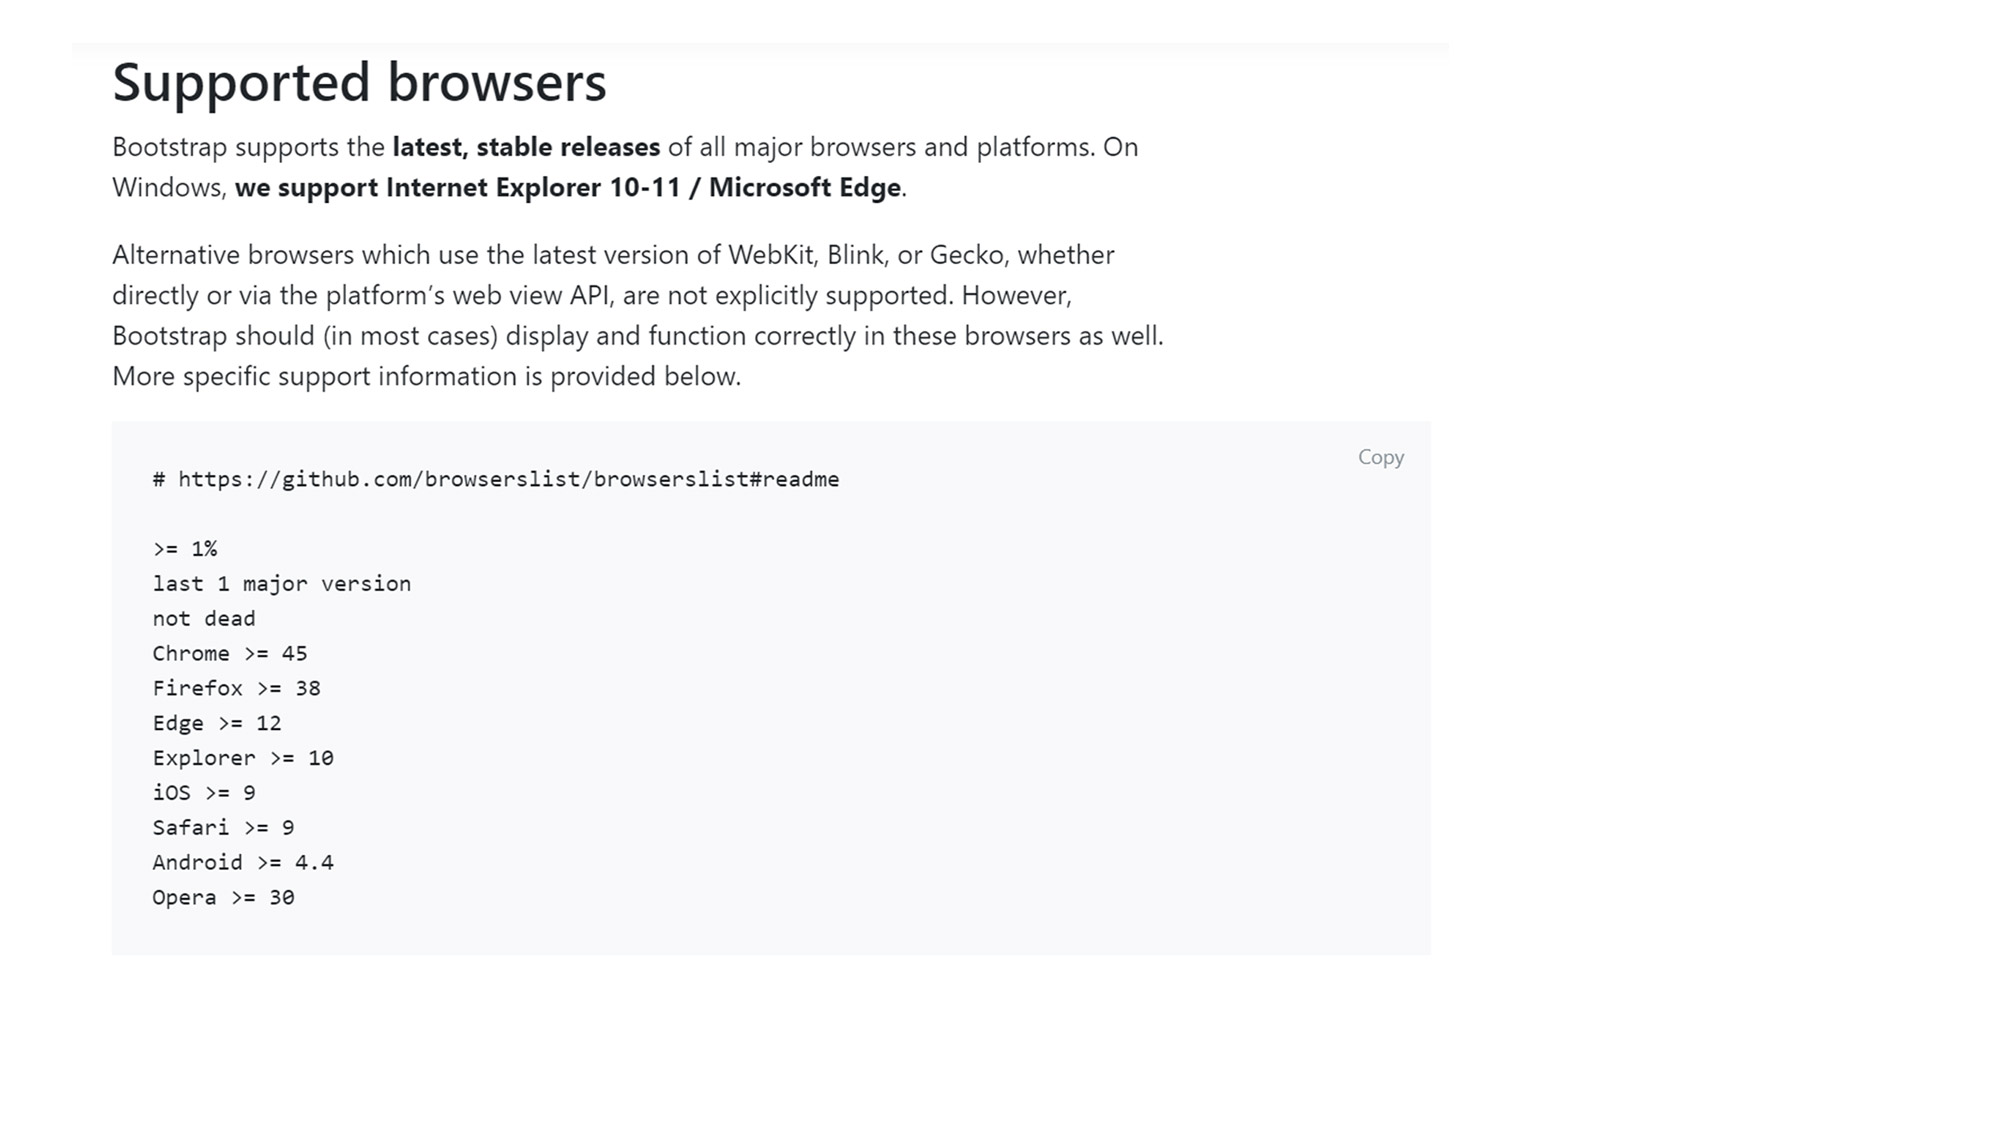 Supported browsers
Bootstrap supports the latest, stable releases of all major browsers and platforms. On
Windows, we support Internet Explorer 10-11 / Microsoft Edge.
Alternative browsers which use the latest version of WebKit, Blink, or Gecko, whether
directly or via the platform’s web view API, are not explicitly supported. However,
Bootstrap should (in most cases) display and function correctly in these browsers as well.
More specific support information is provided below.
Copy
# https://github.com/browserslist/browserslist#readme
>= 1%
last 1 major version
not dead
Chrome >= 45
Firefox >= 38
Edge >= 12
Explorer >= 10
iOS >= 9
Safari >= 9
Android >= 4.4
Opera >= 30